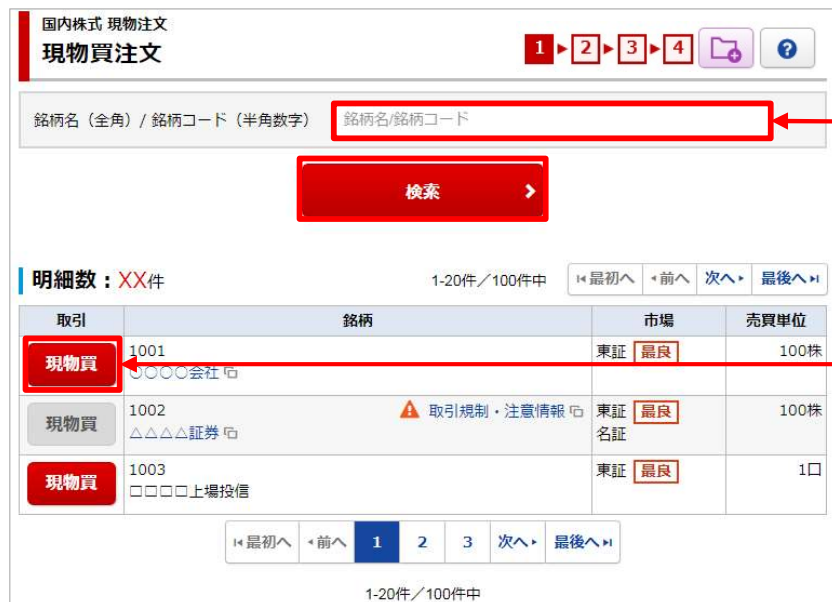 国内株式 現物注文
現物買注文
1 ▶ 2 ▶ 3 ▶ 4
銘柄名（全角）/ 銘柄コード（半角数字） 銘柄名/銘柄コード
検索
明細数：XX件 1-20件／100件中 最初へ 前へ 次へ 最後へ
取引 銘柄 市場 売買単位
現物買 1001 東証 最良 100株
○○○○会社
現物買 1002 取引規制・注意情報 東証 最良 100株
△△△△証券 名証
現物買 1003 東証 最良 1口
□□□□上場投信
最初へ 前へ 1 2 3 次へ 最後へ
1-20件／100件中